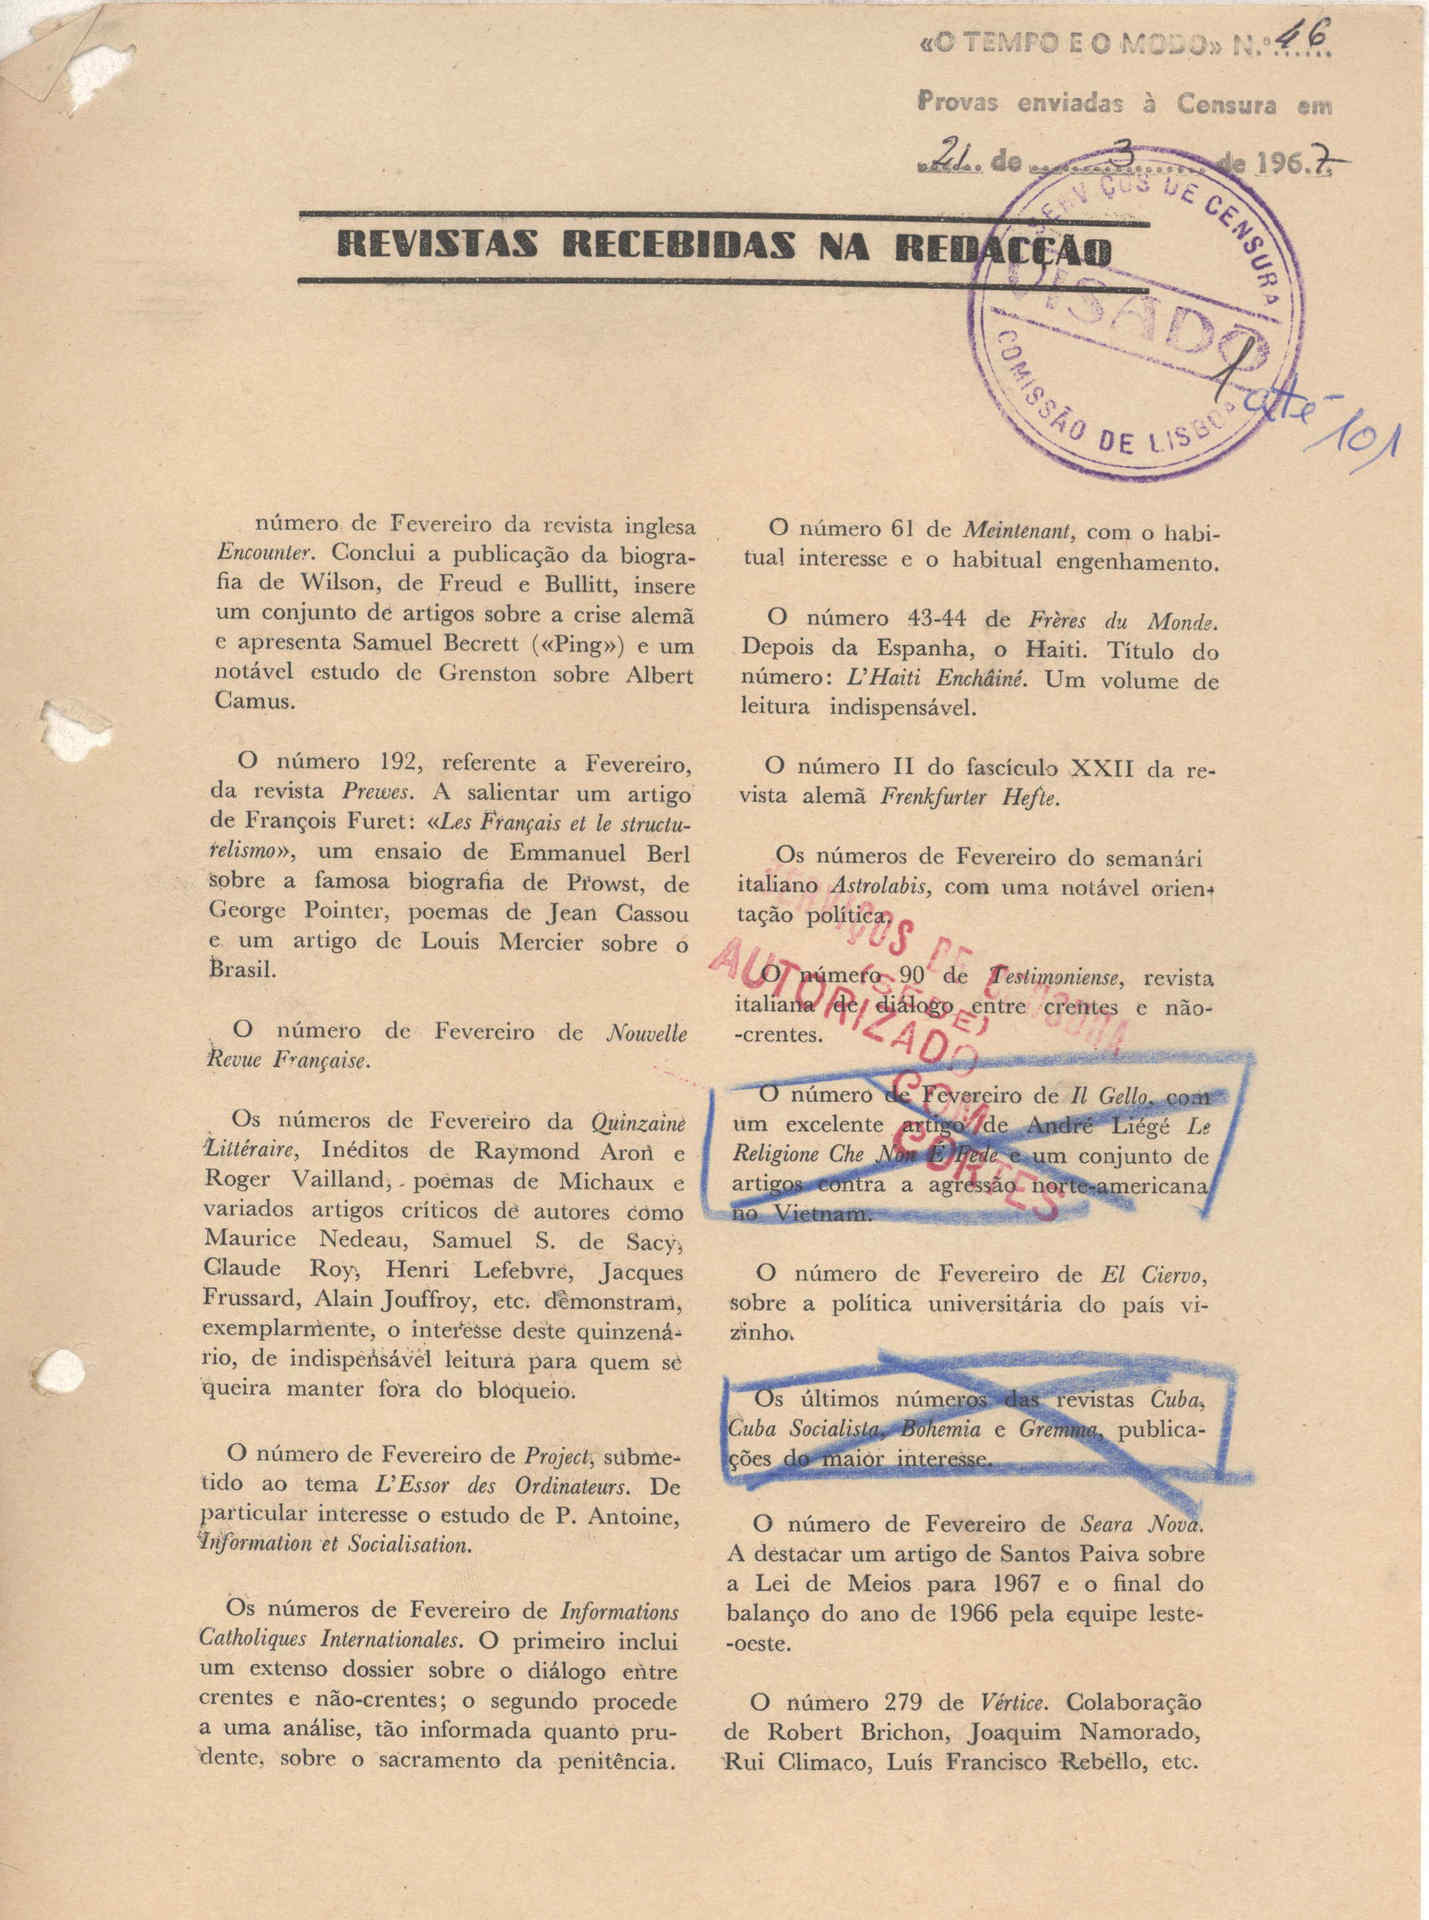 «O TEMPO E O MODO» N.º 46
Provas enviadas à Censura em
21 de 3 de 1967
REVISTAS RECEBIDAS NA REDACÇÃO
SERVIÇOS DE CENSURA
VISADO
COMISSÃO DE LISBOA
1 até 101
número de Fevereiro da revista inglesa
Encounter. Conclui a publicação da biogra-
fia de Wilson, de Freud e Bullitt, insere
um conjunto de artigos sobre a crise alemã
e apresenta Samuel Becrett («Ping») e um
notável estudo de Grenston sobre Albert
Camus.
O número 192, referente a Fevereiro,
da revista Prewes. A salientar um artigo
de François Furet: «Les Français et le structu-
relismo», um ensaio de Emmanuel Berl
sobre a famosa biografia de Prowst, de
George Pointer, poemas de Jean Cassou
e um artigo de Louis Mercier sobre o
Brasil.
O número de Fevereiro de Nouvelle
Revue Française.
Os números de Fevereiro da Quinzaine
Littéraire, Inéditos de Raymond Aron e
Roger Vailland, poemas de Michaux e
variados artigos críticos de autores como
Maurice Nedeau, Samuel S. de Sacy,
Claude Roy, Henri Lefebvre, Jacques
Frussard, Alain Jouffroy, etc. demonstram,
exemplarmente, o interesse deste quinzená-
rio, de indispensável leitura para quem se
queira manter fora do bloqueio.
O número de Fevereiro de Project, subme-
tido ao tema L'Essor des Ordinateurs. De
particular interesse o estudo de P. Antoine,
Information et Socialisation.
Os números de Fevereiro de Informations
Catholiques Internationales. O primeiro inclui
um extenso dossier sobre o diálogo entre
crentes e não-crentes; o segundo procede
a uma análise, tão informada quanto pru-
dente, sobre o sacramento da penitência.
O número 61 de Meintenant, com o habi-
tual interesse e o habitual engenhamento.
O número 43-44 de Frères du Monde.
Depois da Espanha, o Haiti. Título do
número: L'Haiti Enchâiné. Um volume de
leitura indispensável.
O número II do fascículo XXII da re-
vista alemã Frenkfurter Hefte.
Os números de Fevereiro do semanári
italiano Astrolabis, com uma notável orien-
tação política.
O número 90 de Testimoniense, revista
italiana de diálogo entre crentes e não-
-crentes.
SERVIÇOS DE CENSURA
(SEDE)
AUTORIZADO
COM
CORTES
O número de Fevereiro de Il Gello, com
um excelente artigo de André Liégé Le
Religione Che Non É Fede e um conjunto de
artigos contra a agressão norte-americana
no Vietnam.
O número de Fevereiro de El Ciervo,
sobre a política universitária do país vi-
zinho.
Os últimos números das revistas Cuba,
Cuba Socialista, Bohemia e Gremma, publica-
ções do maior interesse.
O número de Fevereiro de Seara Nova.
A destacar um artigo de Santos Paiva sobre
a Lei de Meios para 1967 e o final do
balanço do ano de 1966 pela equipe leste-
-oeste.
O número 279 de Vértice. Colaboração
de Robert Brichon, Joaquim Namorado,
Rui Climaco, Luís Francisco Rebello, etc.